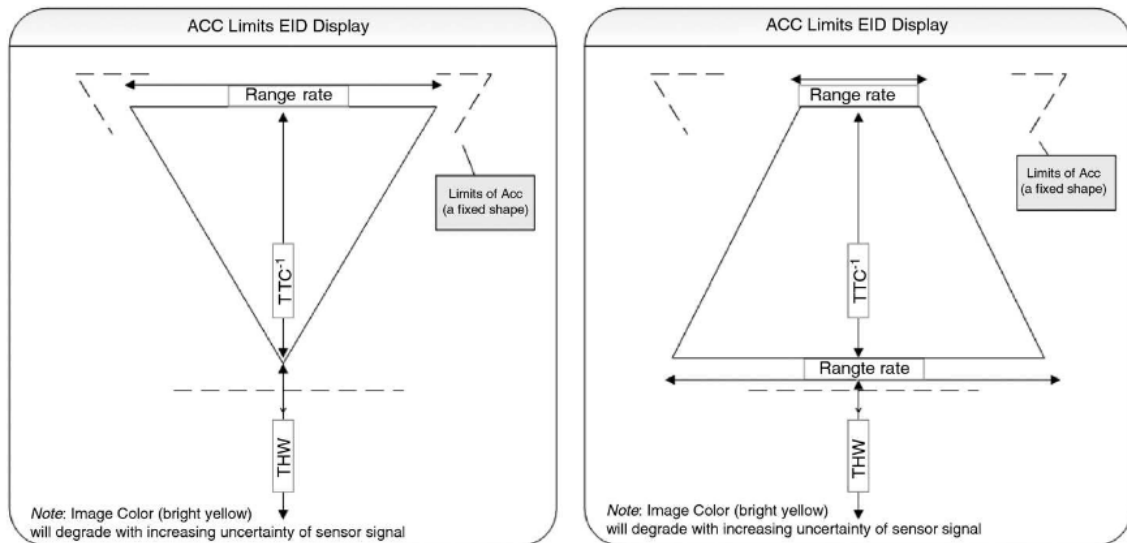 ACC Limits EID Display
Range rate
Limits of Acc
(a fixed shape)
TTC-1
THW
Note: Image Color (bright yellow)
will degrade with increasing uncertainty of sensor signal
ACC Limits EID Display
Range rate
Limits of Acc
(a fixed shape)
TTC-1
Rangte rate
THW
Note: Image Color (bright yellow)
will degrade with increasing uncertainty of sensor signal